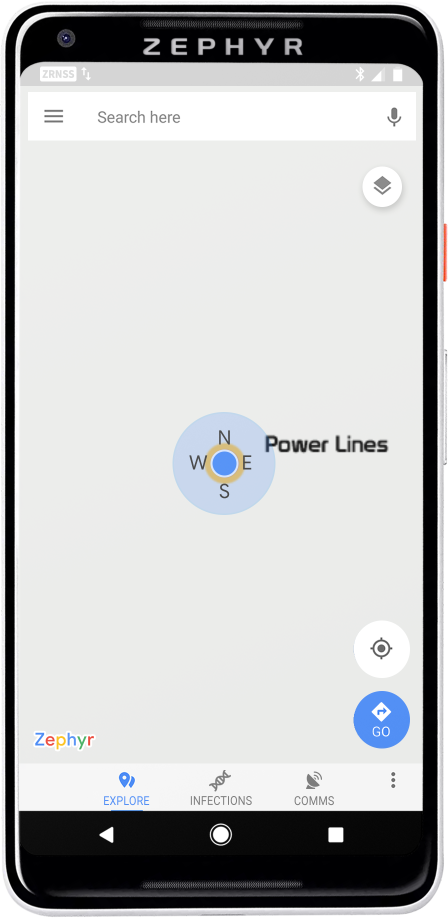 ZEPHYR
ZRNSS
Search here
N
Power Lines
W E
S
GO
Zephyr
EXPLORE INFECTIONS COMMS